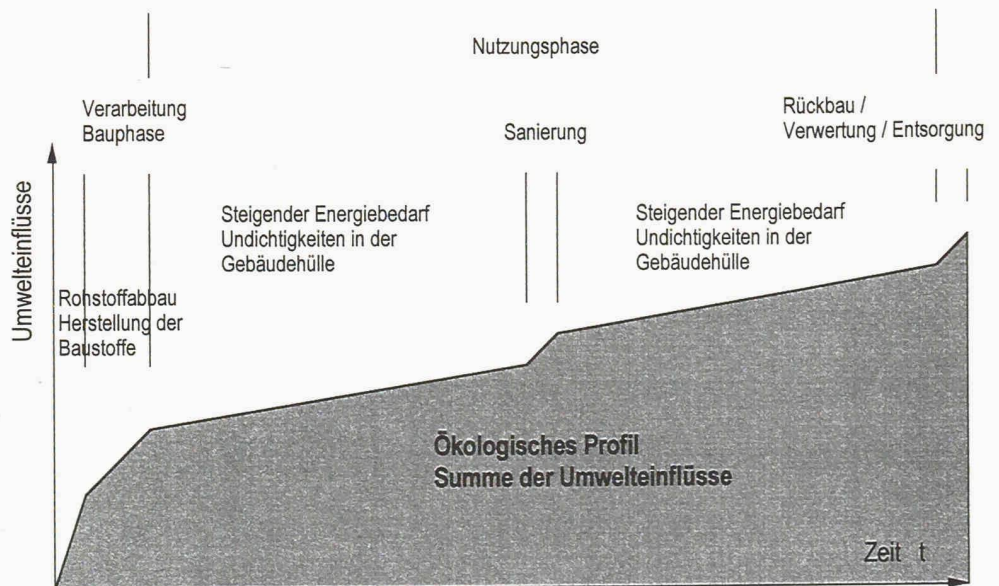 Nutzungsphase
Verarbeitung
Bauphase
Sanierung
Rückbau /
Verwertung / Entsorgung
Umwelteinflüsse
Steigender Energiebedarf
Undichtigkeiten in der
Gebäudehülle
Steigender Energiebedarf
Undichtigkeiten in der
Gebäudehülle
Rohstoffabbau
Herstellung der
Baustoffe
Ökologisches Profil
Summe der Umwelteinflüsse
Zeit t